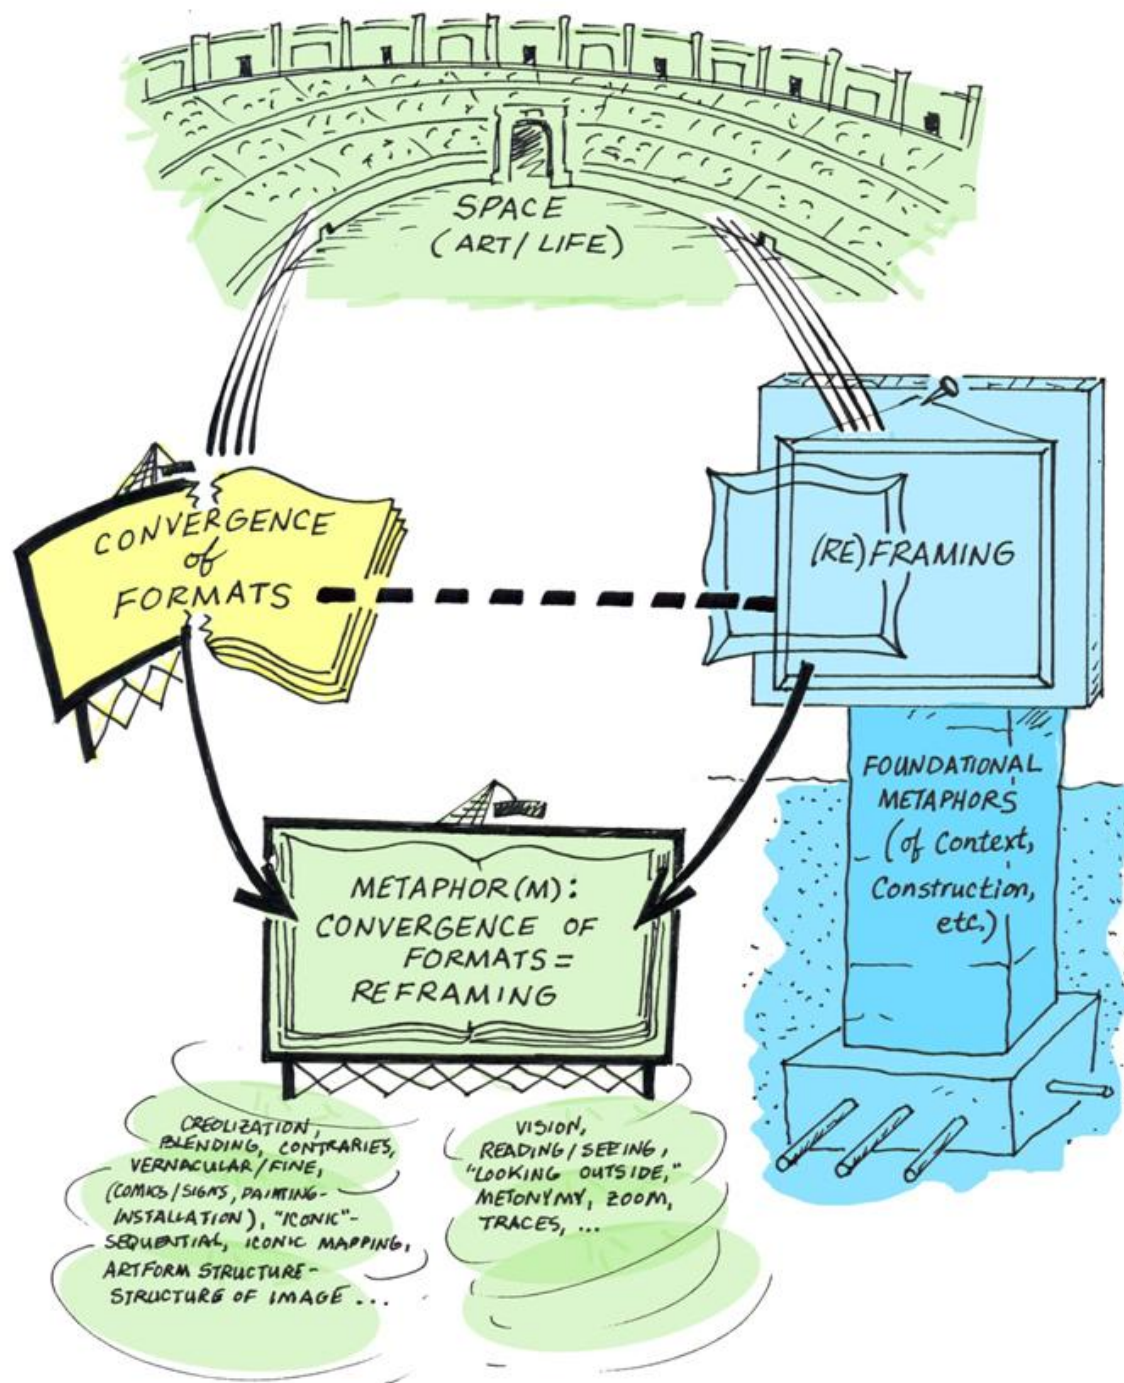 SPACE
(ART/LIFE)
CONVERGENCE
of
FORMATS
(RE)FRAMING
FOUNDATIONAL
METAPHORS
(of Context,
Construction,
etc.)
METAPHOR(M):
CONVERGENCE OF
FORMATS =
REFRAMING
CREOLIZATION,
BLENDING, CONTRARIES,
VERNACULAR/FINE,
(COMICS/SIGNS, PAINTING-
INSTALLATION), "ICONIC"-
SEQUENTIAL, ICONIC MAPPING,
ARTFORM STRUCTURE-
STRUCTURE OF IMAGE ...
VISION,
READING/SEEING,
"LOOKING OUTSIDE,"
METONYMY, ZOOM,
TRACES, ...